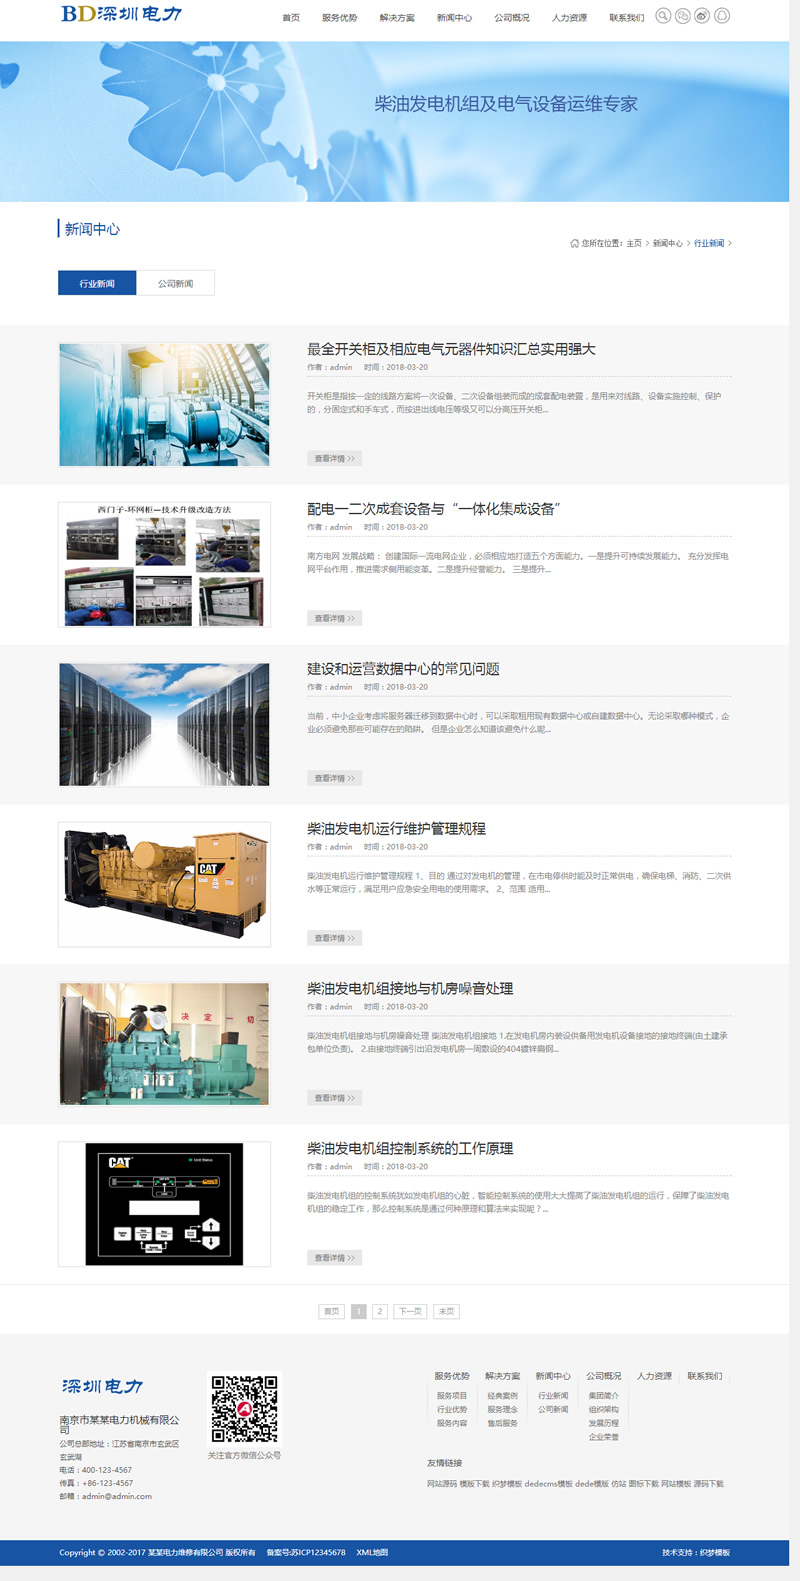 BD深圳电力
首页 服务优势 解决方案 新闻中心 公司概况 人力资源 联系我们
柴油发电机组及电气设备运维专家
新闻中心
您所在位置：主页 > 新闻中心 > 行业新闻 >
行业新闻 公司新闻
最全开关柜及相应电气元器件知识汇总实用强大
作者：admin 时间：2018-03-20
开关柜是指按一定的线路方案将一次设备、二次设备组装而成的成套配电装置，是用来对线路、设备实施控制、保护
的，分固定式和手车式，而按进出线电压等级又可以分高压开关柜...
查看详情 >>
西门子-环网柜—技术升级改造方法
配电一二次成套设备与“一体化集成设备”
作者：admin 时间：2018-03-20
南方电网 发展战略： 创建国际一流电网企业，必须相应地打造五个方面能力。一是提升可持续发展能力。 充分发挥电
网平台作用，推进需求侧用能变革。二是提升经营能力。 三是提升...
查看详情 >>
建设和运营数据中心的常见问题
作者：admin 时间：2018-03-20
当前，中小企业考虑将服务器迁移到数据中心时，可以采取租用现有数据中心或自建数据中心。无论采取哪种模式，企
业必须避免那些可能存在的陷阱。 但是企业怎么知道该避免什么呢...
查看详情 >>
CAT
柴油发电机运行维护管理规程
作者：admin 时间：2018-03-20
柴油发电机运行维护管理规程 1、目的 通过对发电机的管理，在市电停供时能及时正常供电，确保电梯、消防、二次供
水等正常运行，满足用户应急安全用电的使用需求。 2、范围 适用...
查看详情 >>
决 定 一 切
柴油发电机组接地与机房噪音处理
作者：admin 时间：2018-03-20
柴油发电机组接地与机房噪音处理 柴油发电机组接地 1.在发电机房内装设供备用发电机设备接地的接地终端(由土建承
包单位负责)。 2.由接地终端引出沿发电机房一周敷设的404镀锌扁钢...
查看详情 >>
CAT
柴油发电机组控制系统的工作原理
作者：admin 时间：2018-03-20
柴油发电机组的控制系统犹如发电机组的心脏，智能控制系统的使用大大提高了柴油发电机组的运行，保障了柴油发电
机组的稳定工作，那么控制系统是通过何种原理和算法来实现呢？...
查看详情 >>
首页 1 2 下一页 末页
深圳电力
南京市某某电力机械有限公
司
公司总部地址：江苏省南京市玄武区
玄武湖
电话：400-123-4567
传真：+86-123-4567
邮箱：admin@admin.com
关注官方微信公众号
服务优势 解决方案 新闻中心 公司概况 人力资源 联系我们
服务项目 经典案例 行业新闻 集团简介
行业优势 服务理念 公司新闻 组织架构
服务内容 售后服务 发展历程
企业荣誉
友情链接
网站源码 模版下载 织梦模板 dedecms模板 dede模版 仿站 图标下载 网站模板 源码下载
Copyright © 2002-2017 某某电力维修有限公司 版权所有 备案号:苏ICP12345678 XML地图
技术支持：织梦模板